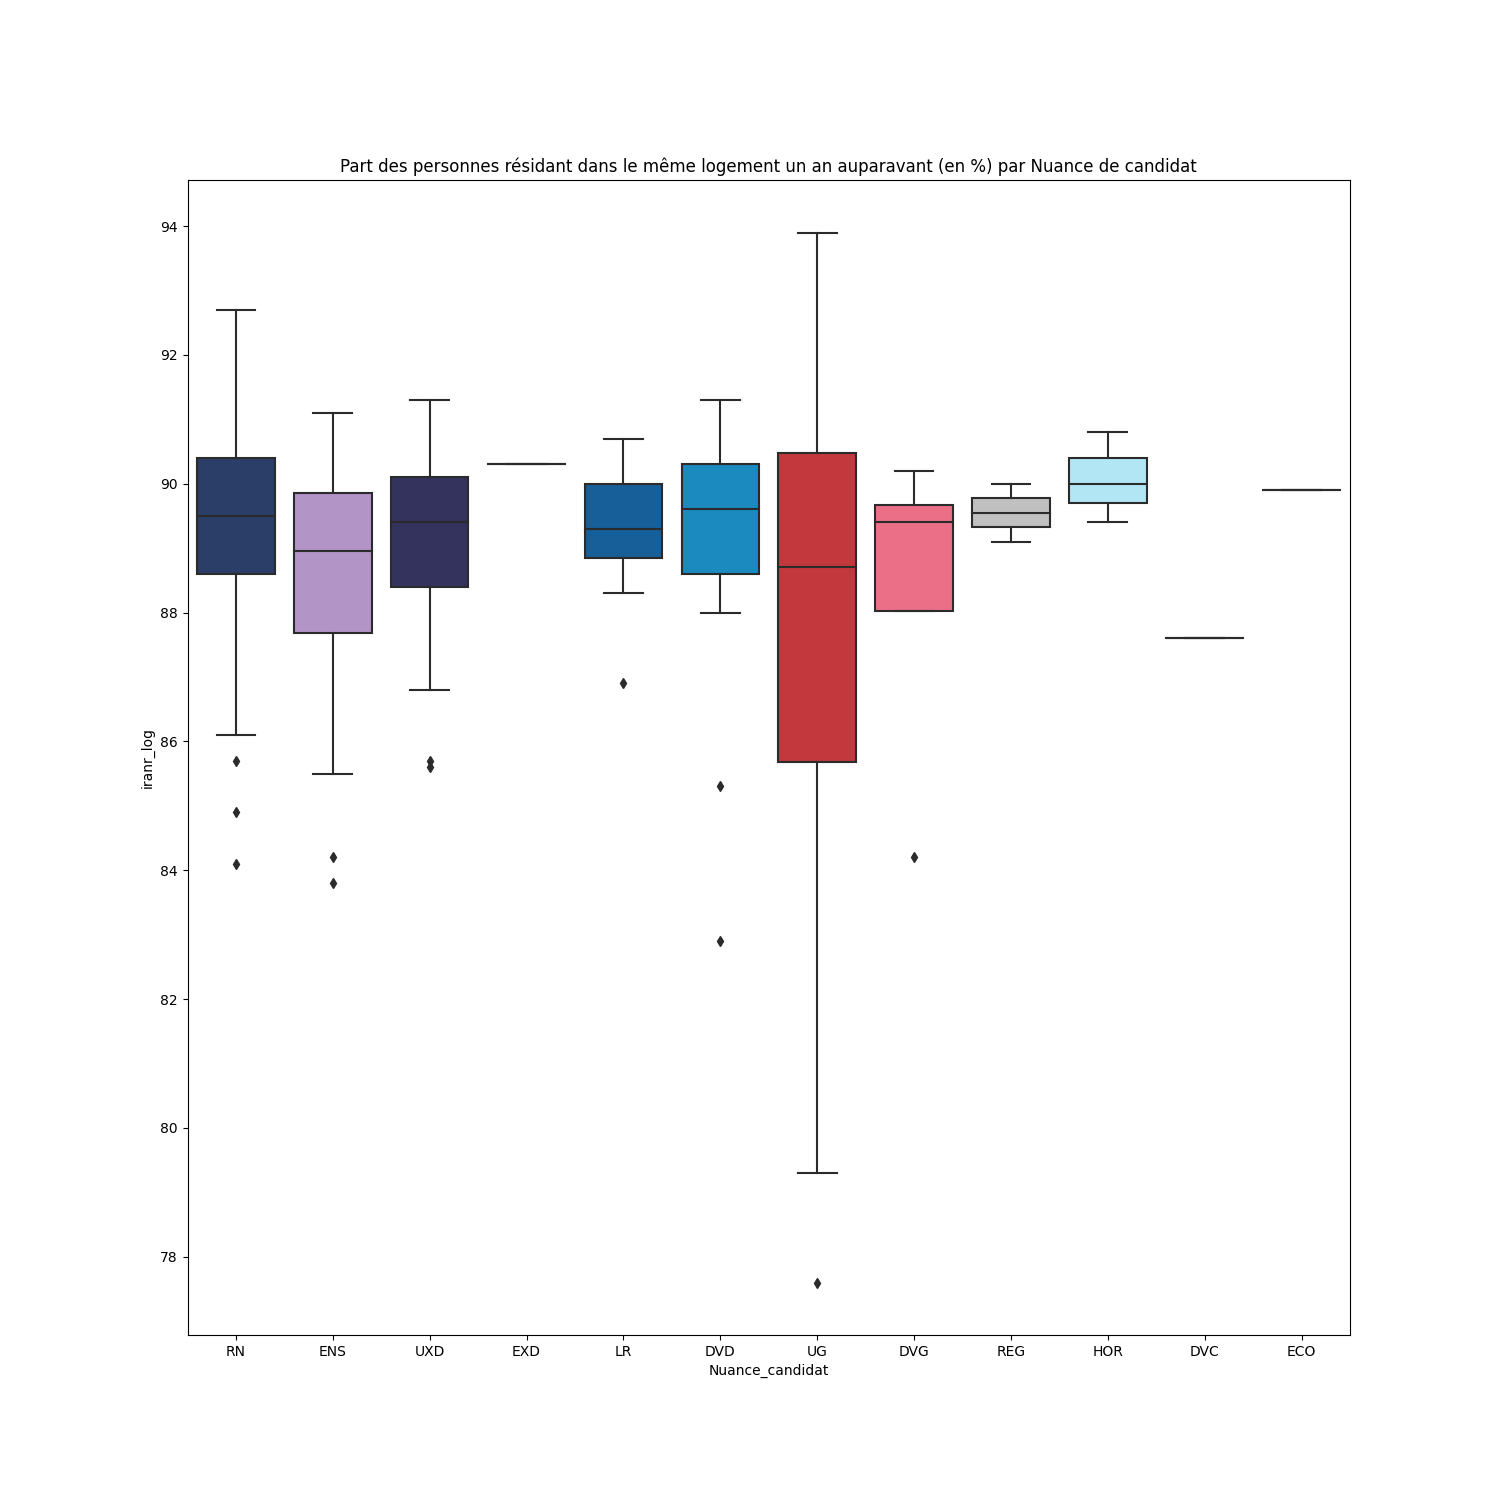 Part des personnes résidant dans le même logement un an auparavant (en %) par Nuance de candidat
94
92
90
88
86
84
82
80
78
iranr_log
RN ENS UXD EXD LR DVD UG DVG REG HOR DVC ECO
Nuance_candidat